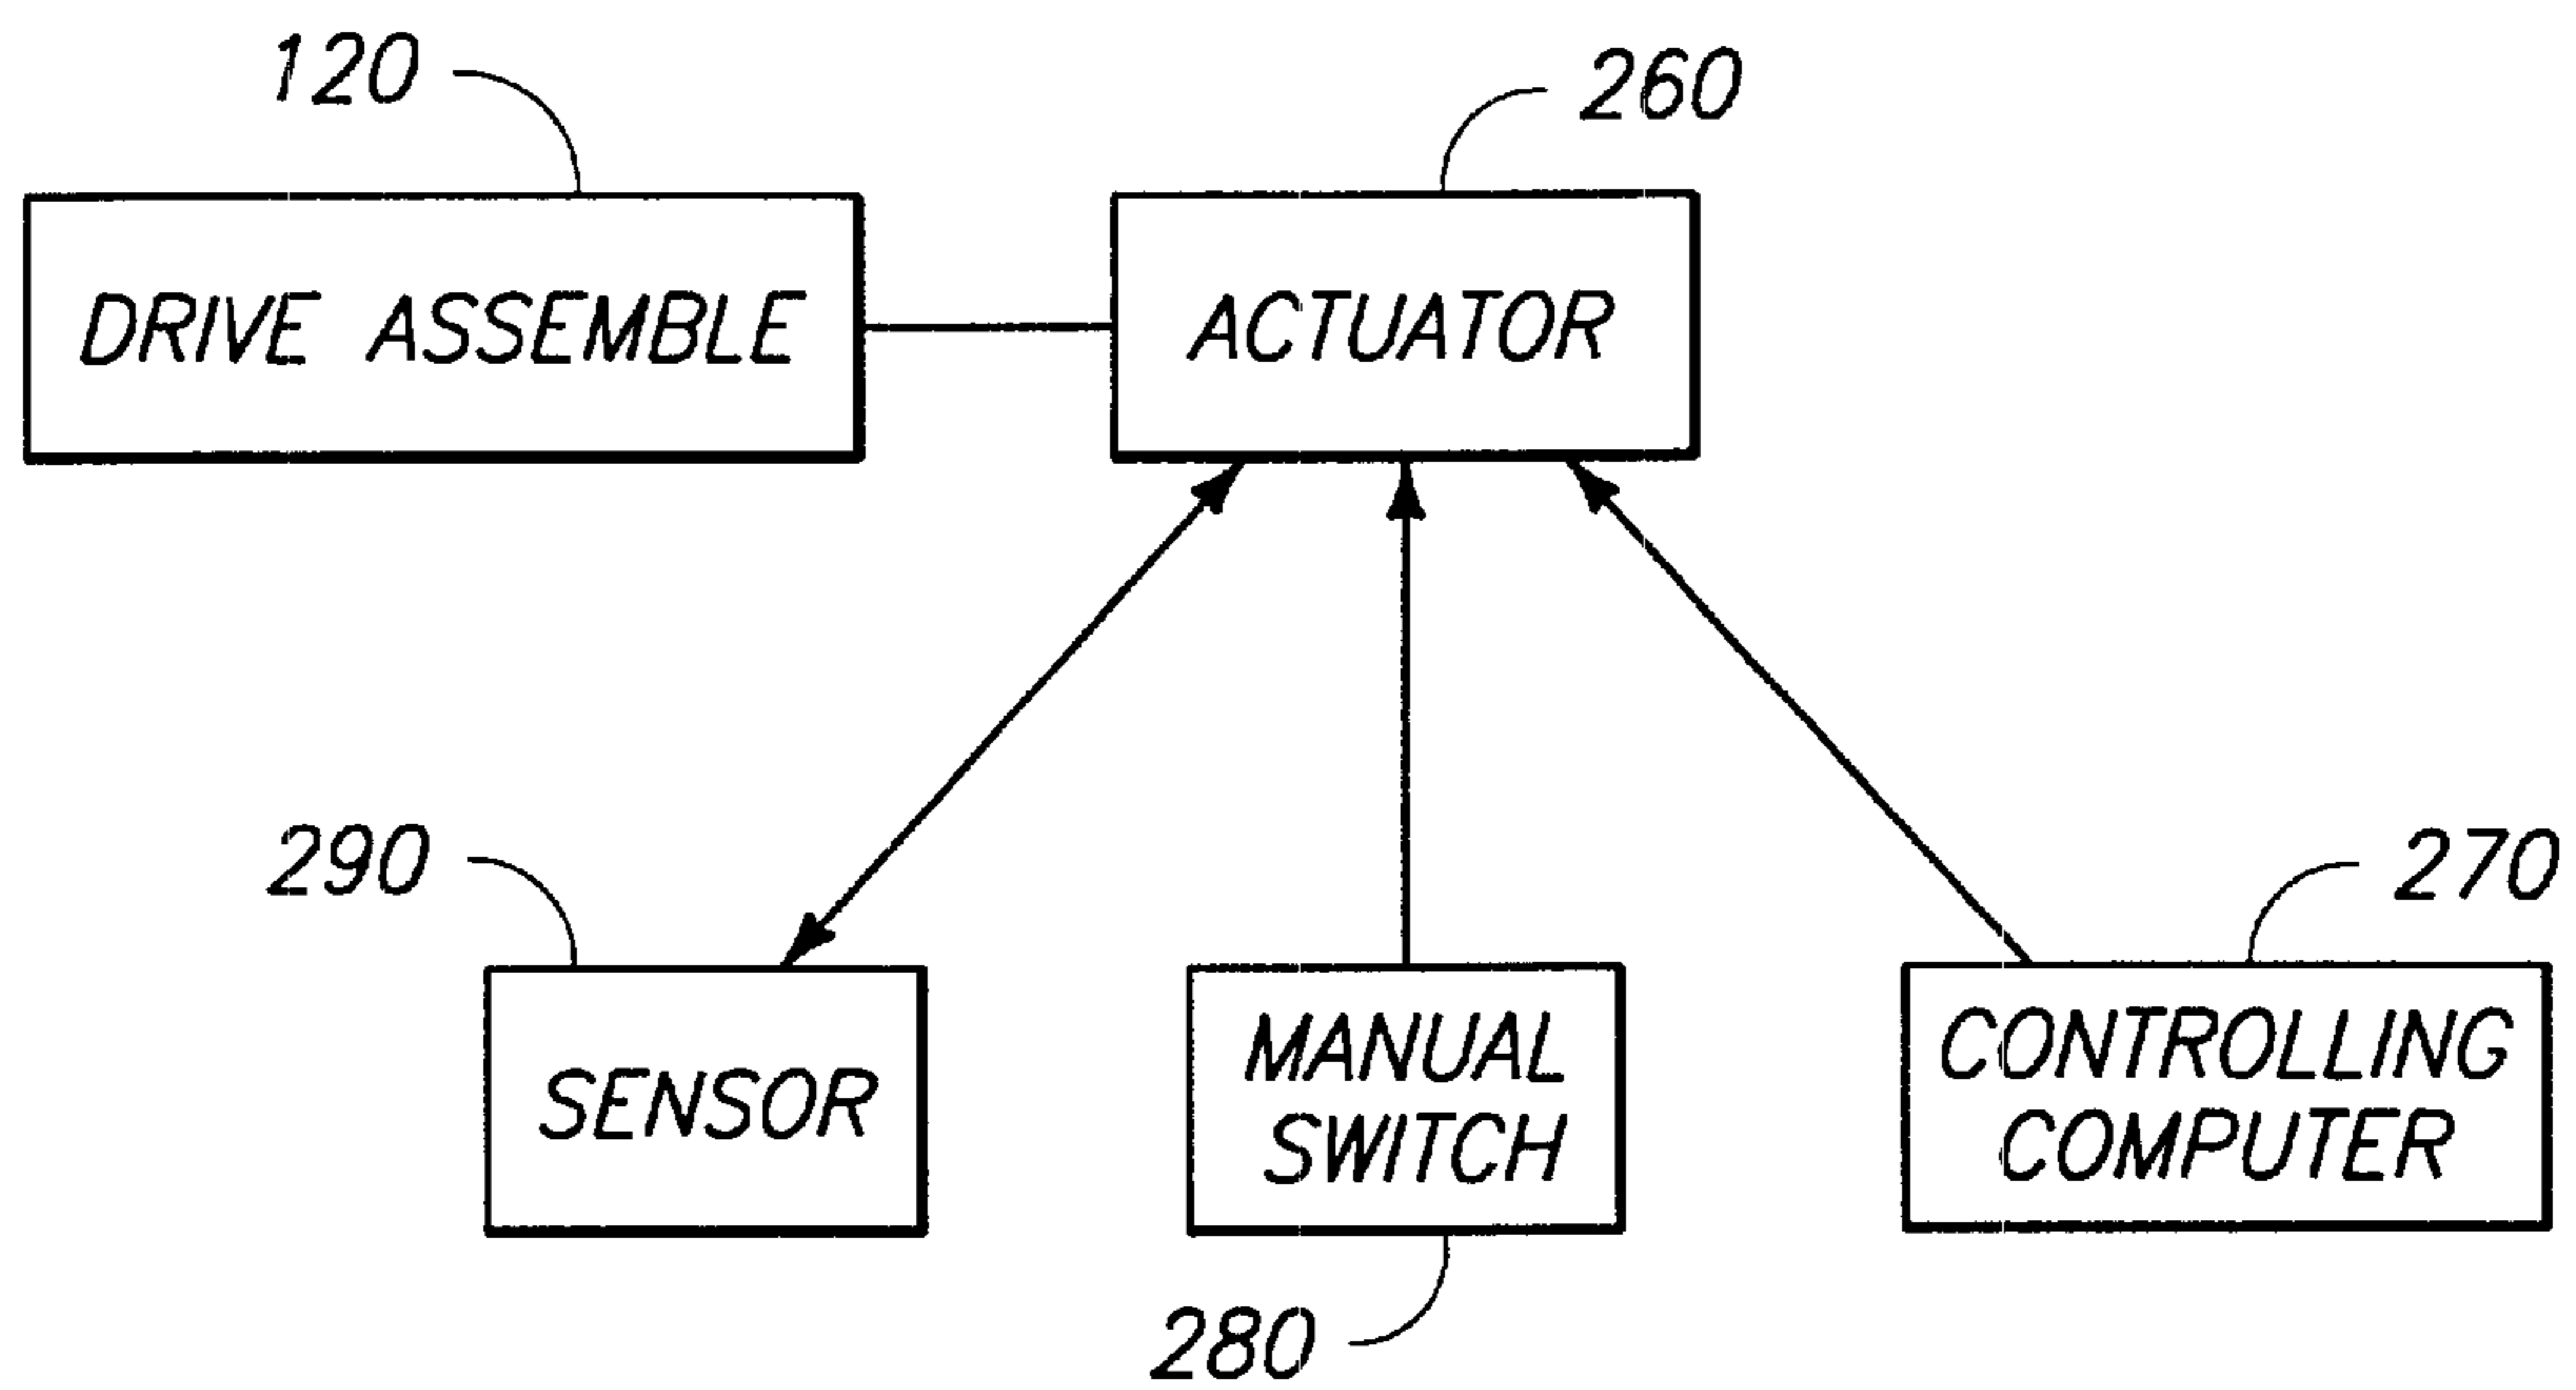 120
260
DRIVE ASSEMBLE
ACTUATOR
290
270
SENSOR
MANUAL
SWITCH
CONTROLLING
COMPUTER
280